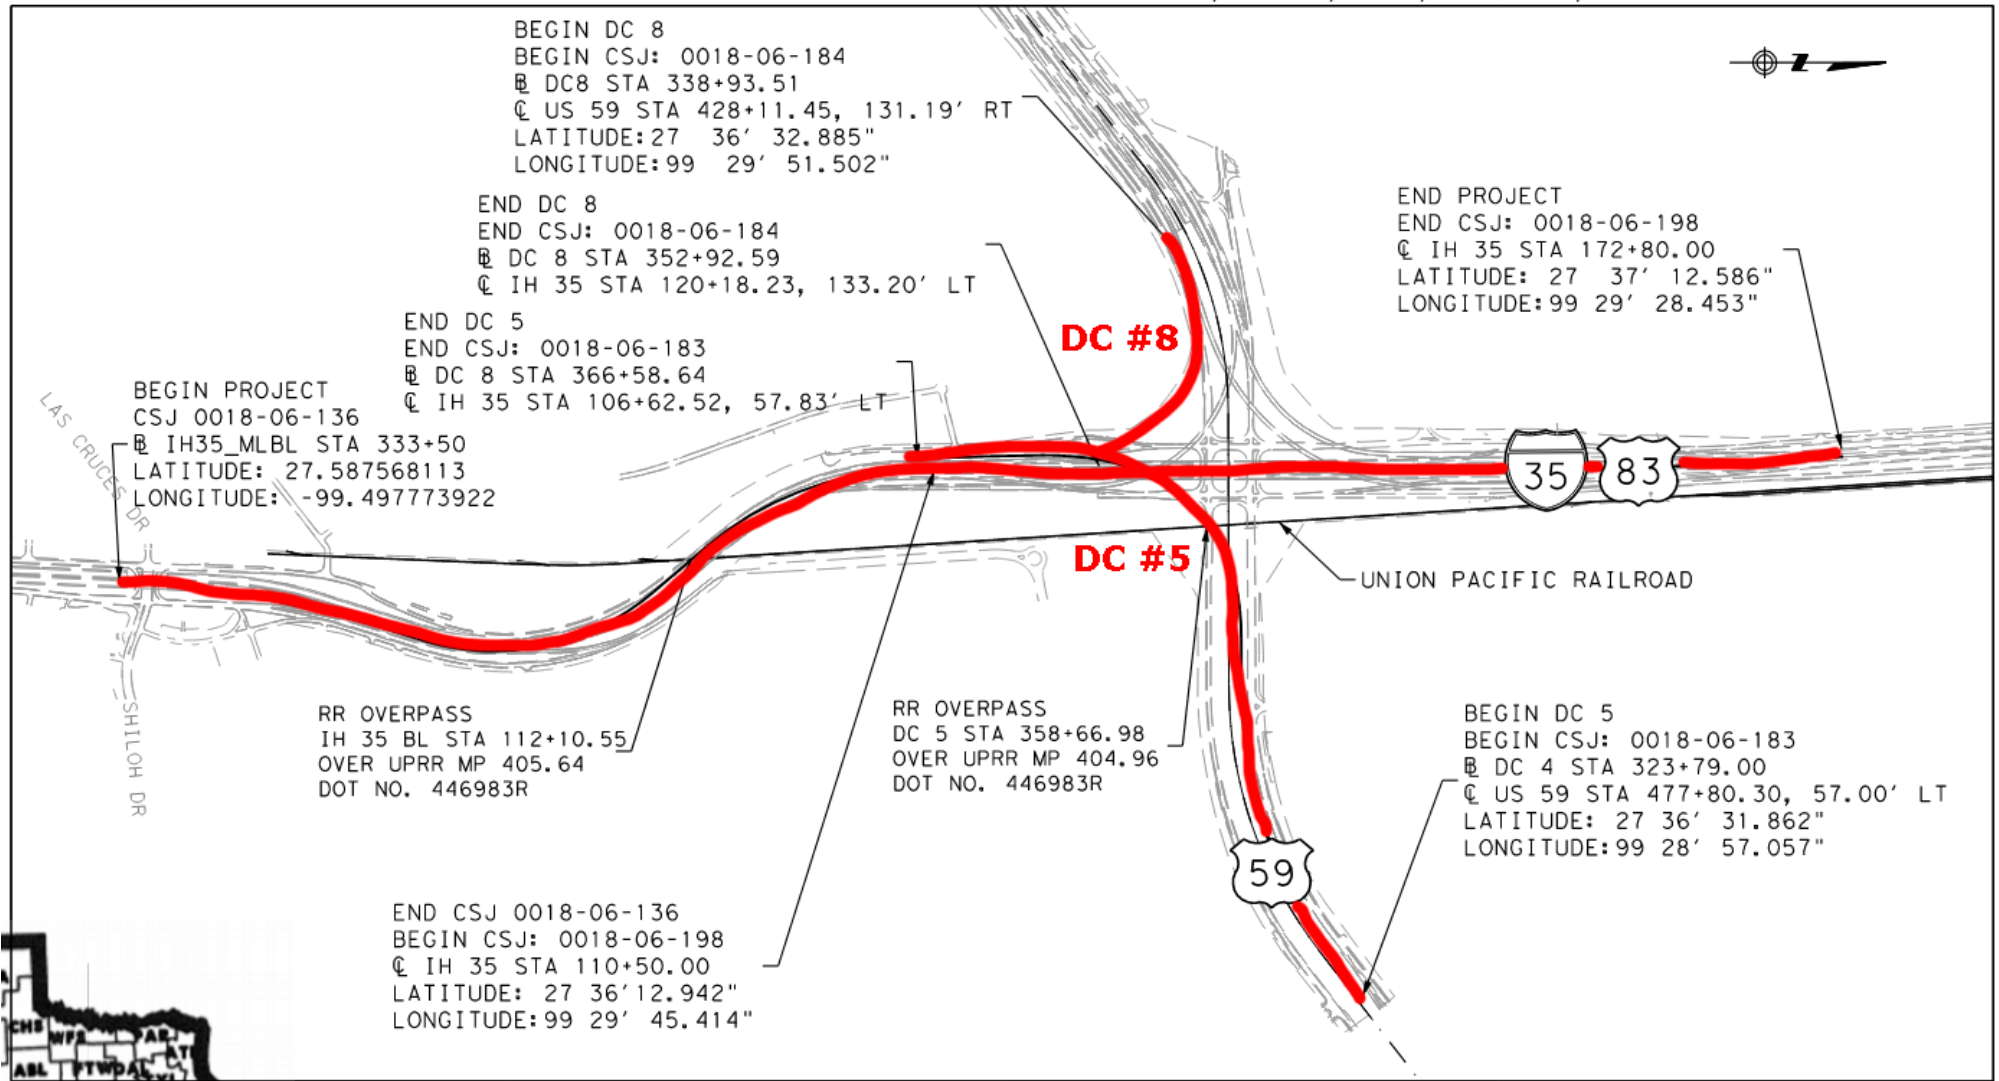 BEGIN DC 8
BEGIN CSJ: 0018-06-184
℄ DC8 STA 338+93.51
℄ US 59 STA 428+11.45, 131.19' RT
LATITUDE:27 36' 32.885"
LONGITUDE:99 29' 51.502"
END DC 8
END CSJ: 0018-06-184
℄ DC 8 STA 352+92.59
℄ IH 35 STA 120+18.23, 133.20' LT
END DC 5
END CSJ: 0018-06-183
℄ DC 8 STA 366+58.64
℄ IH 35 STA 106+62.52, 57.83' LT
BEGIN PROJECT
CSJ 0018-06-136
℄ IH35_MLBL STA 333+50
LATITUDE: 27.587568113
LONGITUDE: -99.497773922
LAS CRUCES DR
SHILOH DR
Z
END PROJECT
END CSJ: 0018-06-198
℄ IH 35 STA 172+80.00
LATITUDE: 27 37' 12.586"
LONGITUDE:99 29' 28.453"
DC #8
35
83
DC #5
UNION PACIFIC RAILROAD
RR OVERPASS
IH 35 BL STA 112+10.55
OVER UPRR MP 405.64
DOT NO. 446983R
RR OVERPASS
DC 5 STA 358+66.98
OVER UPRR MP 404.96
DOT NO. 446983R
BEGIN DC 5
BEGIN CSJ: 0018-06-183
℄ DC 4 STA 323+79.00
℄ US 59 STA 477+80.30, 57.00' LT
LATITUDE: 27 36' 31.862"
LONGITUDE:99 28' 57.057"
59
END CSJ 0018-06-136
BEGIN CSJ: 0018-06-198
℄ IH 35 STA 110+50.00
LATITUDE: 27 36'12.942"
LONGITUDE:99 29' 45.414"
CHS
WFS
PAR
ABL
FTW
DAL